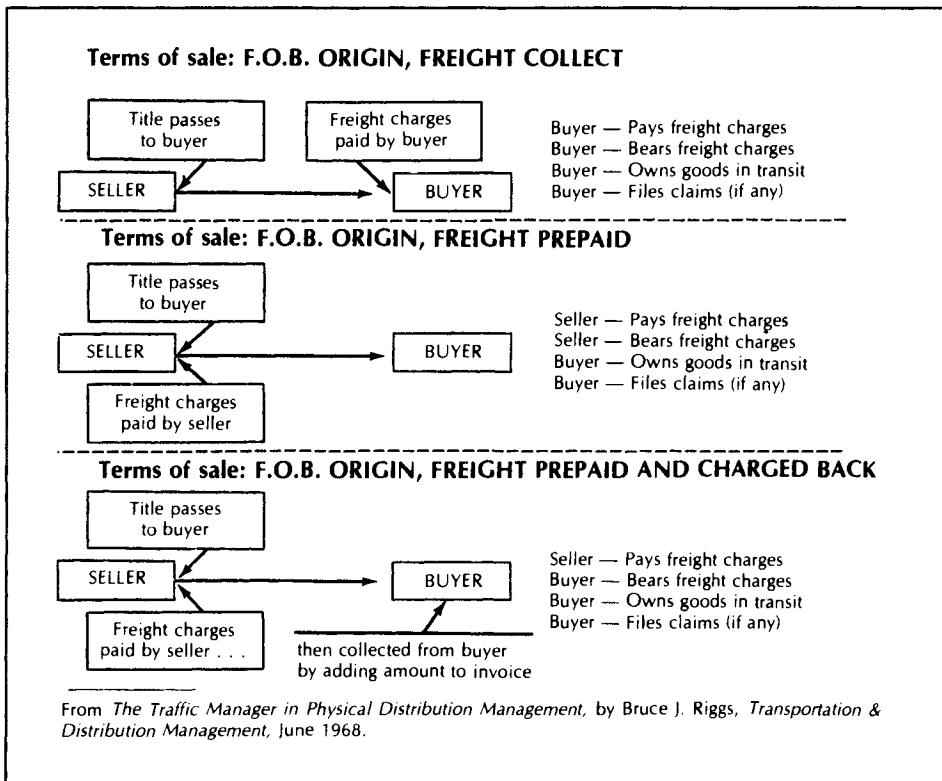 Terms of sale: F.O.B. ORIGIN, FREIGHT COLLECT
Title passes
to buyer
Freight charges
paid by buyer
SELLER
BUYER
Buyer — Pays freight charges
Buyer — Bears freight charges
Buyer — Owns goods in transit
Buyer — Files claims (if any)
Terms of sale: F.O.B. ORIGIN, FREIGHT PREPAID
Title passes
to buyer
SELLER
BUYER
Freight charges
paid by seller
Seller — Pays freight charges
Seller — Bears freight charges
Buyer — Owns goods in transit
Buyer — Files claims (if any)
Terms of sale: F.O.B. ORIGIN, FREIGHT PREPAID AND CHARGED BACK
Title passes
to buyer
SELLER
BUYER
Freight charges
paid by seller . . .
then collected from buyer
by adding amount to invoice
Seller — Pays freight charges
Buyer — Bears freight charges
Buyer — Owns goods in transit
Buyer — Files claims (if any)
From The Traffic Manager in Physical Distribution Management, by Bruce J. Riggs, Transportation &
Distribution Management, June 1968.